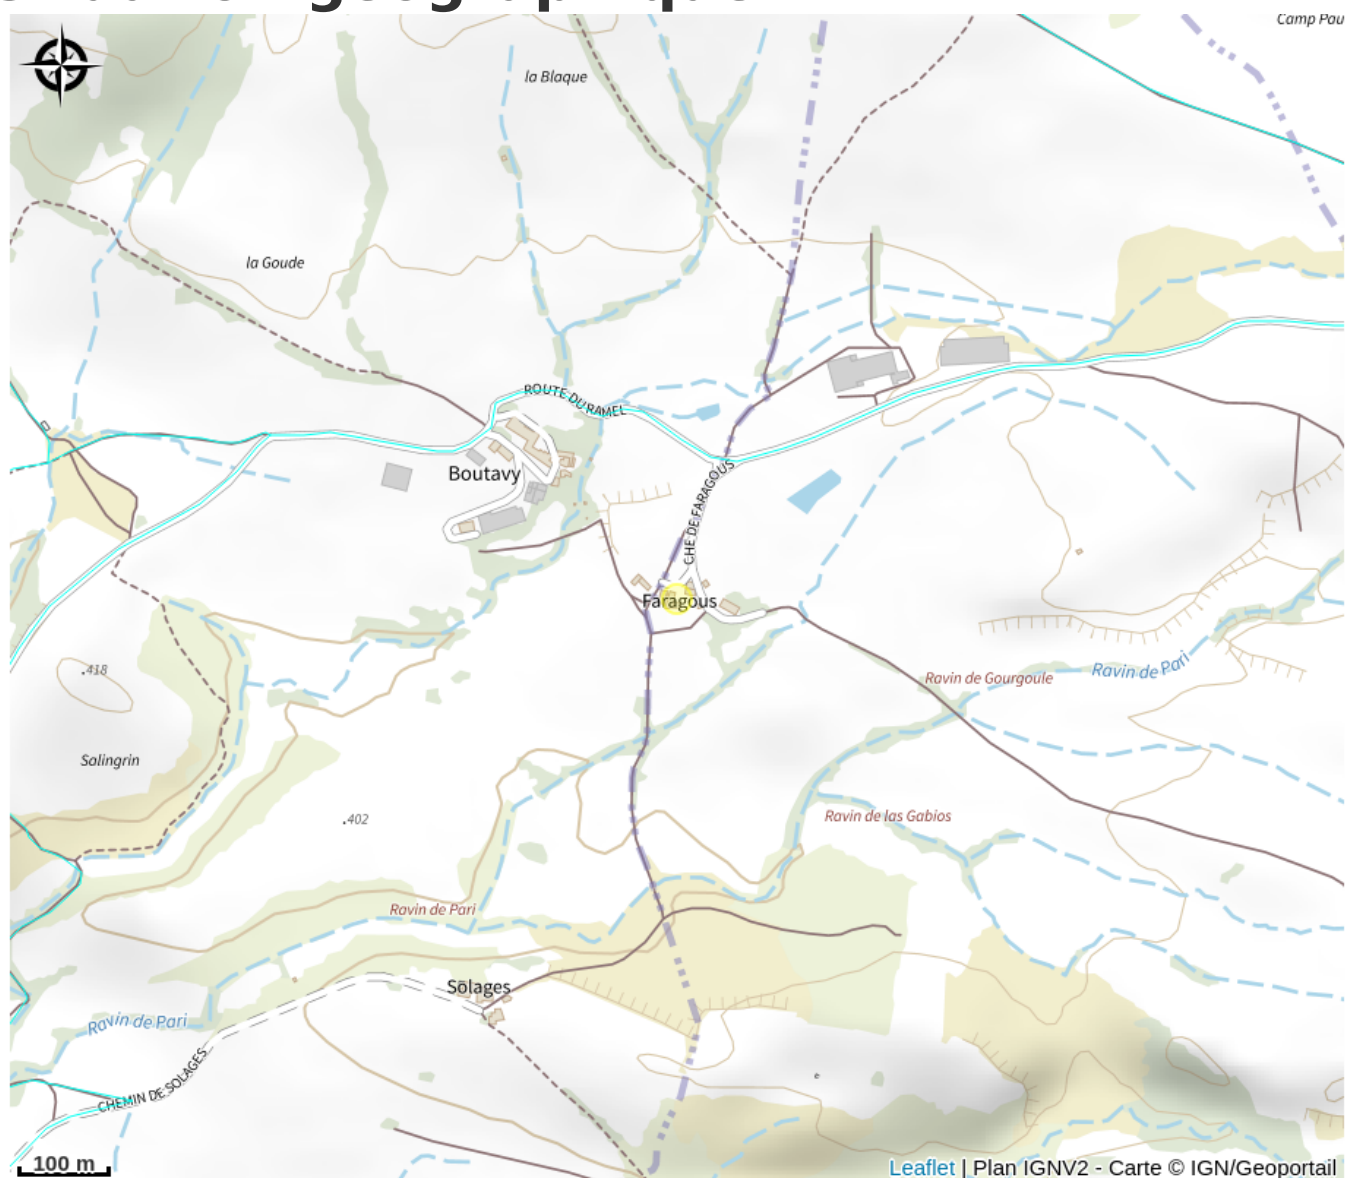 Camp Pau
la Blaque
la Goude
ROUTE DU RAMEL
Boutavy
CHE DE FARAGOUS
Faragous
.418
Ravin de Gourgoule
Ravin de Pari
Salingrin
.402
Ravin de las Gabios
Ravin de Pari
Solages
Ravin de Pari
CHEMIN DE SOLAGES
e
100 m
Leaflet | Plan IGNV2 - Carte © IGN/Geoportail